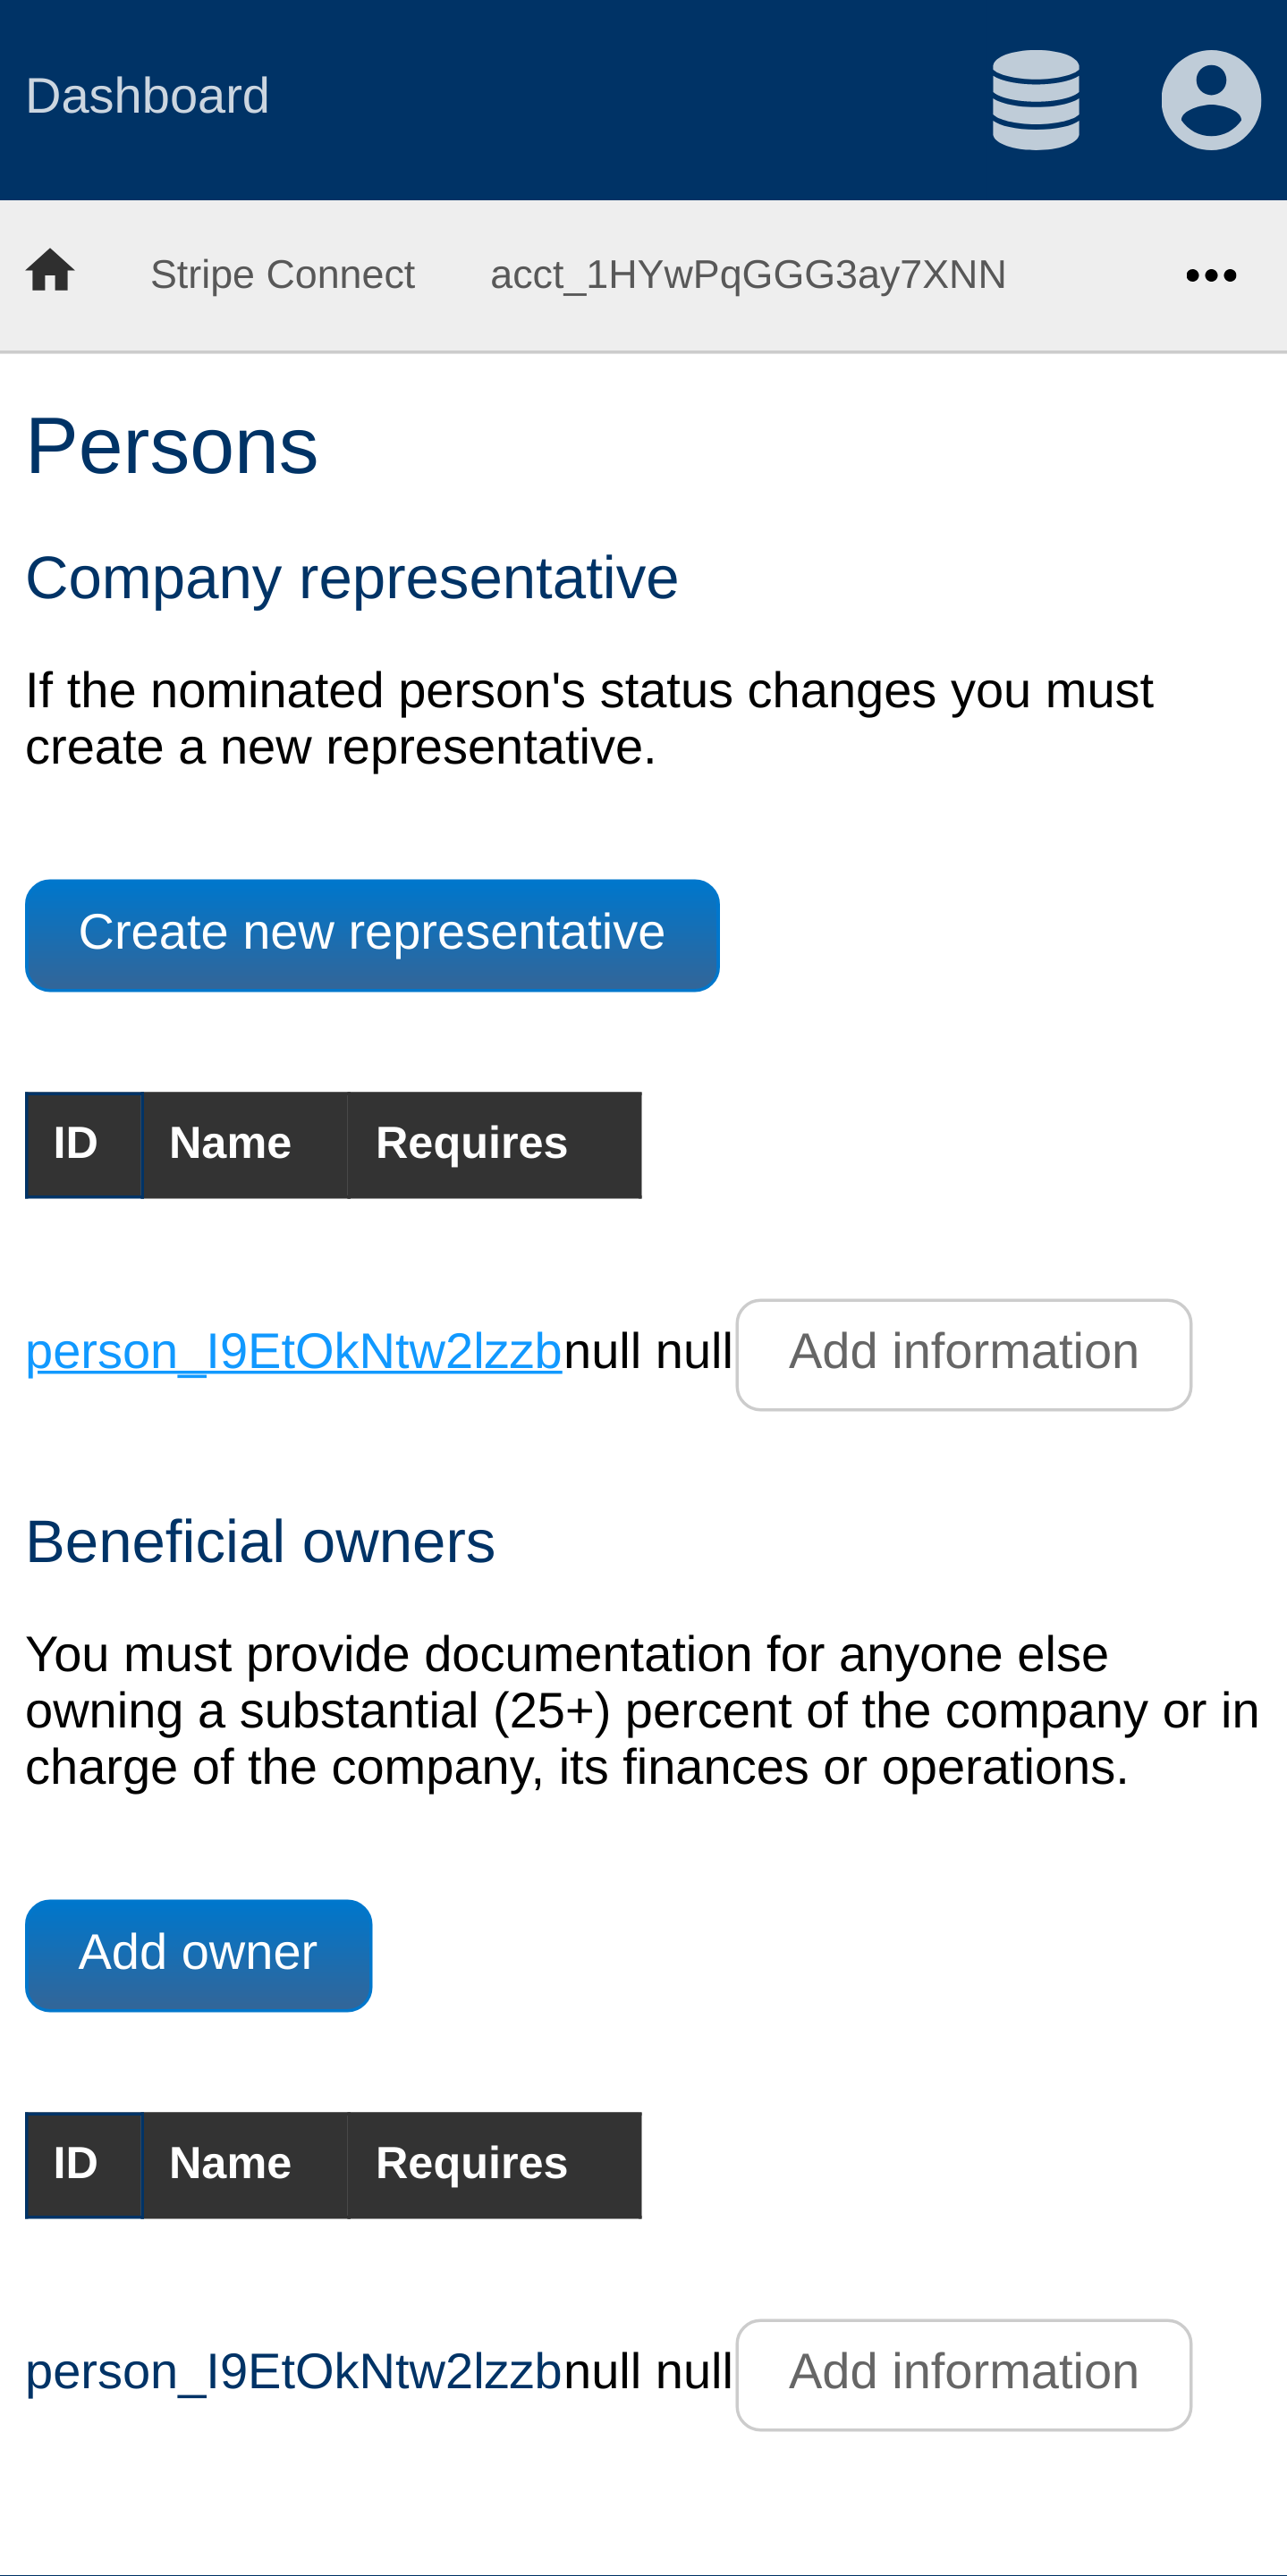 Dashboard
Stripe Connect acct_1HYwPqGGG3ay7XNN
Persons
Company representative
If the nominated person's status changes you must
create a new representative.
Create new representative
ID Name Requires
person_I9EtOkNtw2lzzbnull null Add information
Beneficial owners
You must provide documentation for anyone else
owning a substantial (25+) percent of the company or in
charge of the company, its finances or operations.
Add owner
ID Name Requires
person_I9EtOkNtw2lzzbnull null Add information